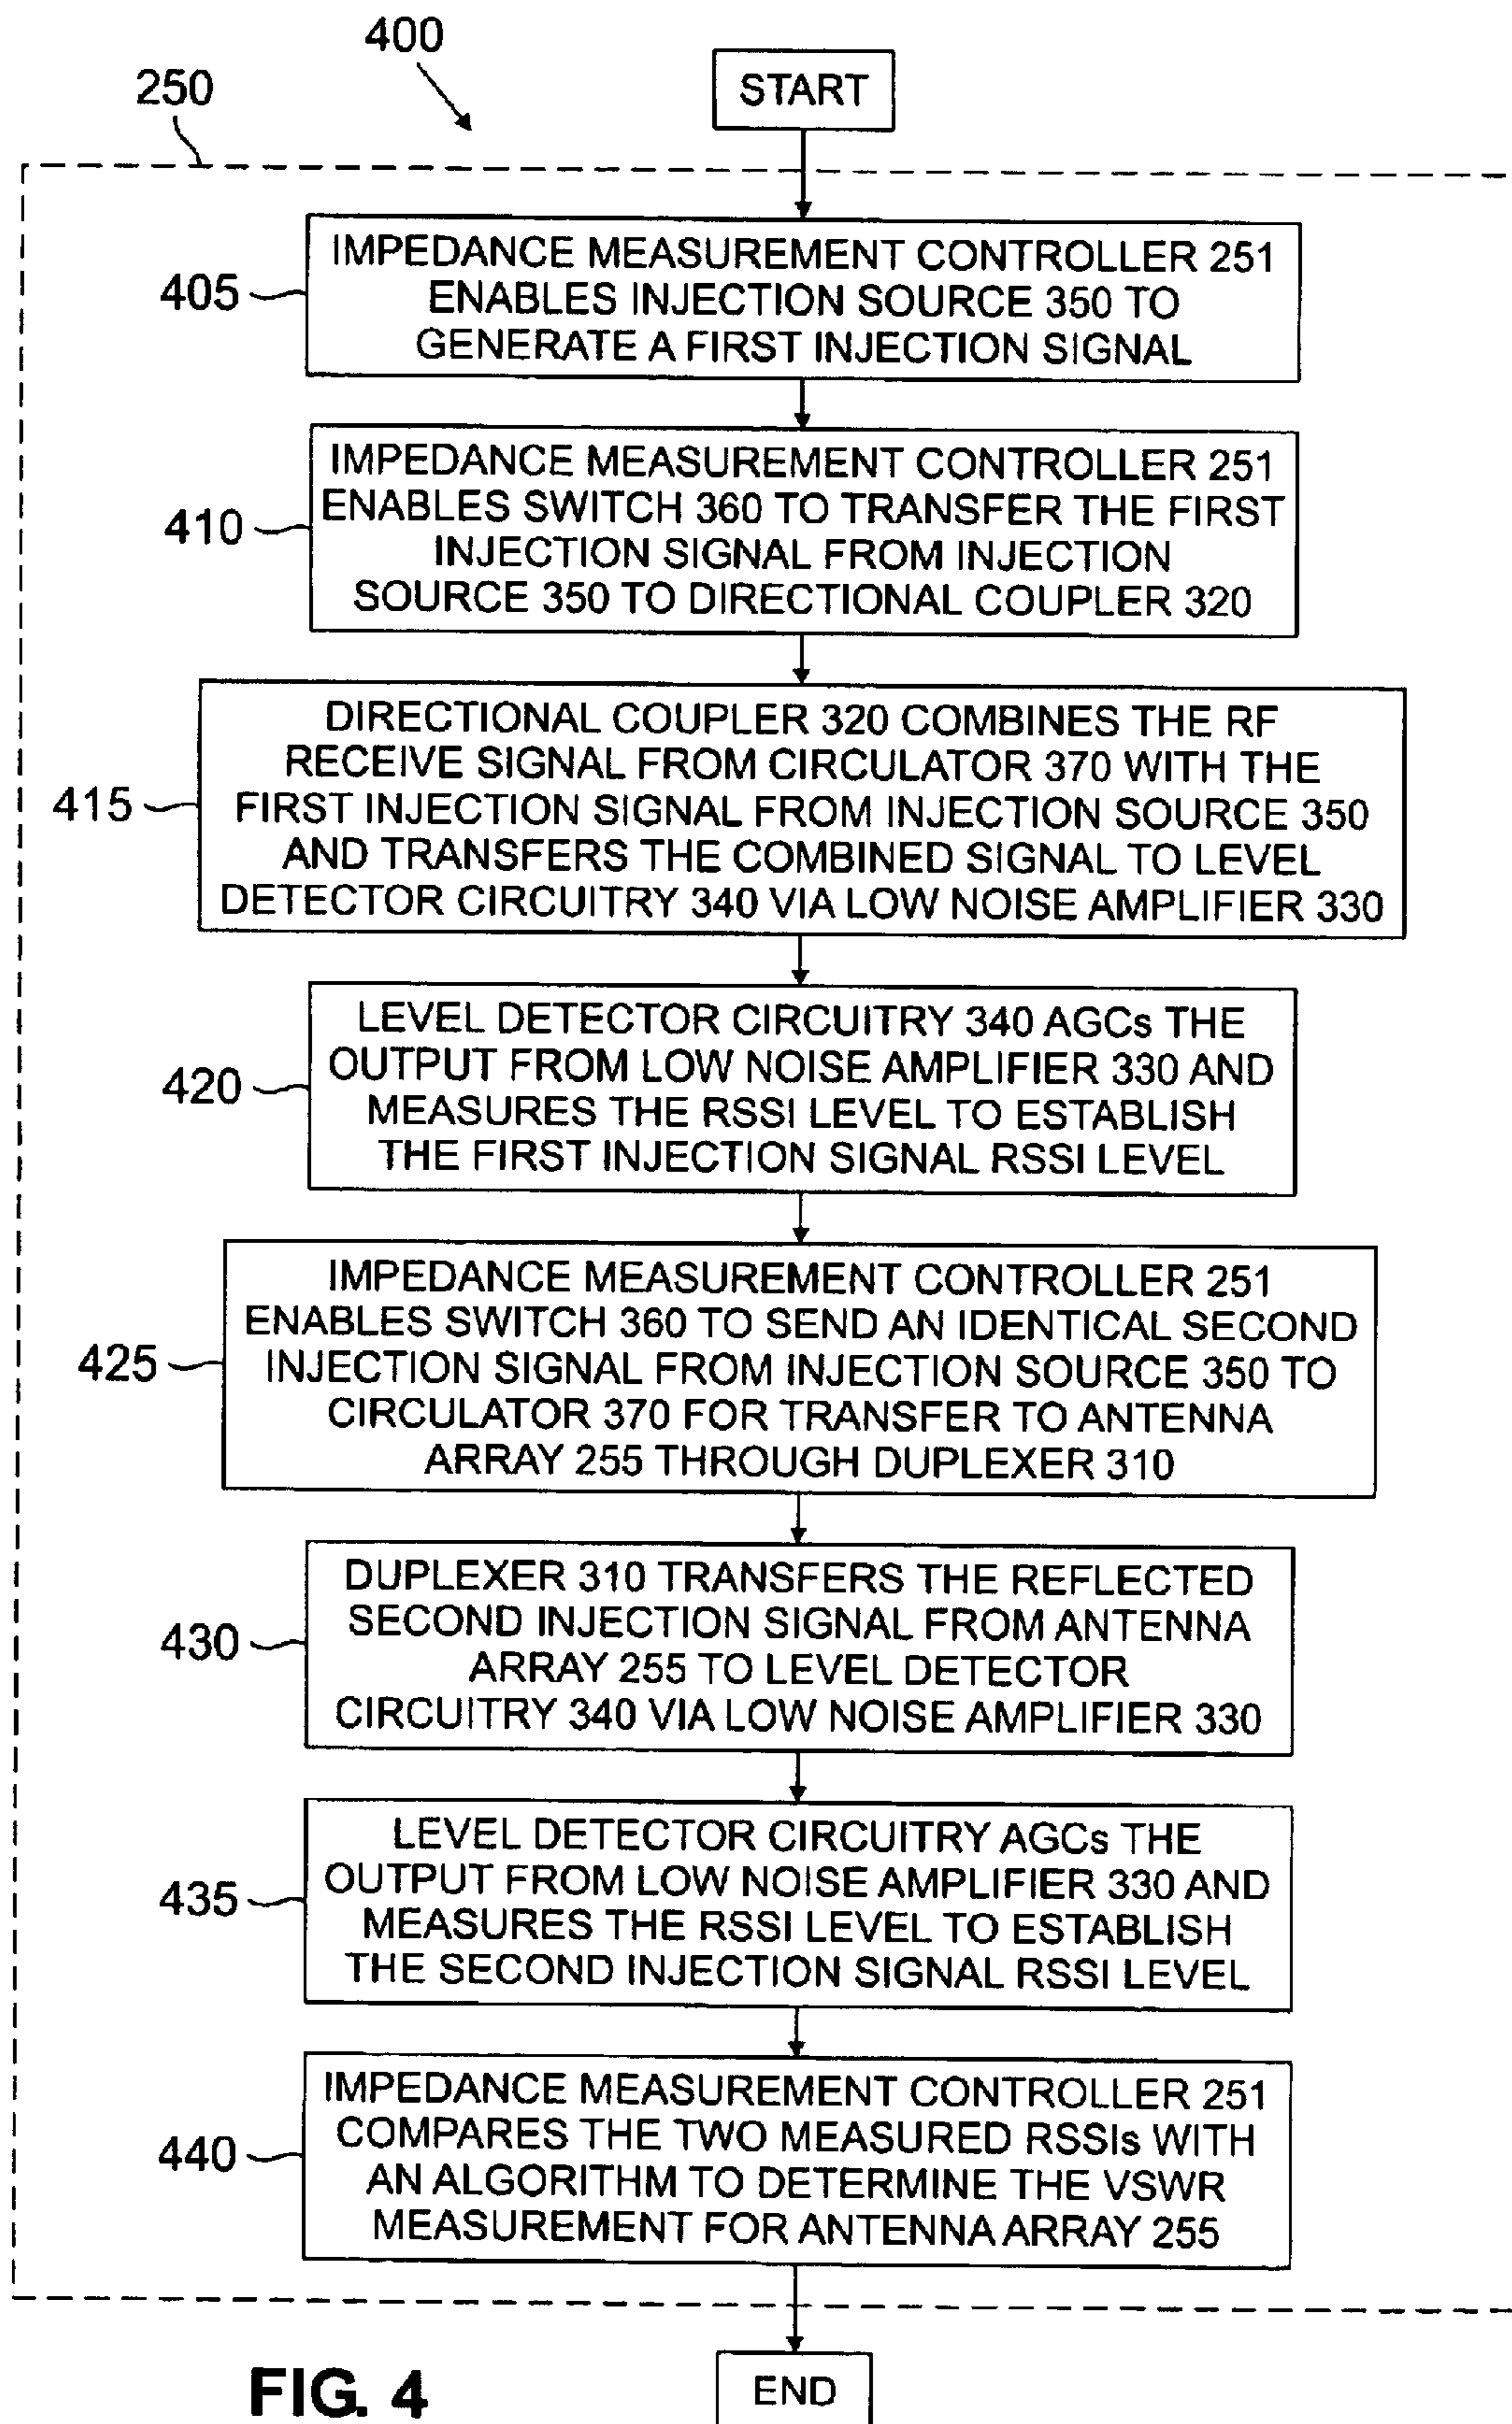 400
250
START
405
IMPEDANCE MEASUREMENT CONTROLLER 251
ENABLES INJECTION SOURCE 350 TO
GENERATE A FIRST INJECTION SIGNAL
410
IMPEDANCE MEASUREMENT CONTROLLER 251
ENABLES SWITCH 360 TO TRANSFER THE FIRST
INJECTION SIGNAL FROM INJECTION
SOURCE 350 TO DIRECTIONAL COUPLER 320
415
DIRECTIONAL COUPLER 320 COMBINES THE RF
RECEIVE SIGNAL FROM CIRCULATOR 370 WITH THE
FIRST INJECTION SIGNAL FROM INJECTION SOURCE 350
AND TRANSFERS THE COMBINED SIGNAL TO LEVEL
DETECTOR CIRCUITRY 340 VIA LOW NOISE AMPLIFIER 330
420
LEVEL DETECTOR CIRCUITRY 340 AGCs THE
OUTPUT FROM LOW NOISE AMPLIFIER 330 AND
MEASURES THE RSSI LEVEL TO ESTABLISH
THE FIRST INJECTION SIGNAL RSSI LEVEL
425
IMPEDANCE MEASUREMENT CONTROLLER 251
ENABLES SWITCH 360 TO SEND AN IDENTICAL SECOND
INJECTION SIGNAL FROM INJECTION SOURCE 350 TO
CIRCULATOR 370 FOR TRANSFER TO ANTENNA
ARRAY 255 THROUGH DUPLEXER 310
430
DUPLEXER 310 TRANSFERS THE REFLECTED
SECOND INJECTION SIGNAL FROM ANTENNA
ARRAY 255 TO LEVEL DETECTOR
CIRCUITRY 340 VIA LOW NOISE AMPLIFIER 330
435
LEVEL DETECTOR CIRCUITRY AGCs THE
OUTPUT FROM LOW NOISE AMPLIFIER 330 AND
MEASURES THE RSSI LEVEL TO ESTABLISH
THE SECOND INJECTION SIGNAL RSSI LEVEL
440
IMPEDANCE MEASUREMENT CONTROLLER 251
COMPARES THE TWO MEASURED RSSIs WITH
AN ALGORITHM TO DETERMINE THE VSWR
MEASUREMENT FOR ANTENNA ARRAY 255
END
FIG. 4